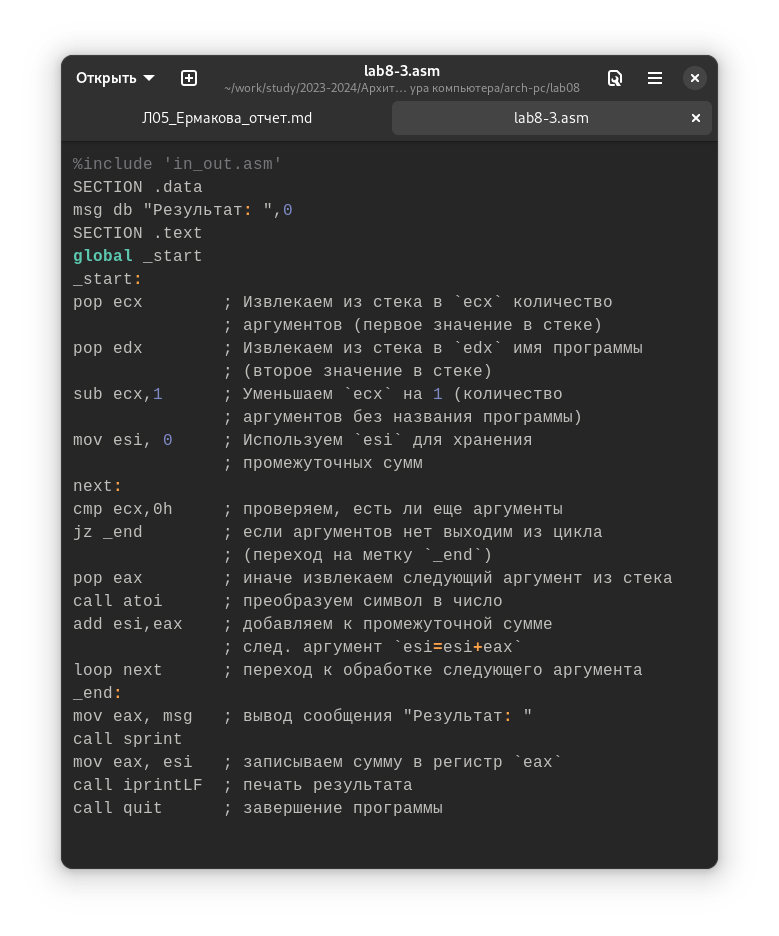 Открыть
lab8-3.asm
~/work/study/2023-2024/Архит… ура компьютера/arch-pc/lab08
Л05_Ермакова_отчет.md
lab8-3.asm
%include 'in_out.asm'
SECTION .data
msg db "Результат: ",0
SECTION .text
global _start
_start:
pop ecx        ; Извлекаем из стека в `ecx` количество
               ; аргументов (первое значение в стеке)
pop edx        ; Извлекаем из стека в `edx` имя программы
               ; (второе значение в стеке)
sub ecx,1      ; Уменьшаем `ecx` на 1 (количество
               ; аргументов без названия программы)
mov esi, 0     ; Используем `esi` для хранения
               ; промежуточных сумм
next:
cmp ecx,0h     ; проверяем, есть ли еще аргументы
jz _end        ; если аргументов нет выходим из цикла
               ; (переход на метку `_end`)
pop eax        ; иначе извлекаем следующий аргумент из стека
call atoi      ; преобразуем символ в число
add esi,eax    ; добавляем к промежуточной сумме
               ; след. аргумент `esi=esi+eax`
loop next      ; переход к обработке следующего аргумента
_end:
mov eax, msg   ; вывод сообщения "Результат: "
call sprint
mov eax, esi   ; записываем сумму в регистр `eax`
call iprintLF  ; печать результата
call quit      ; завершение программы